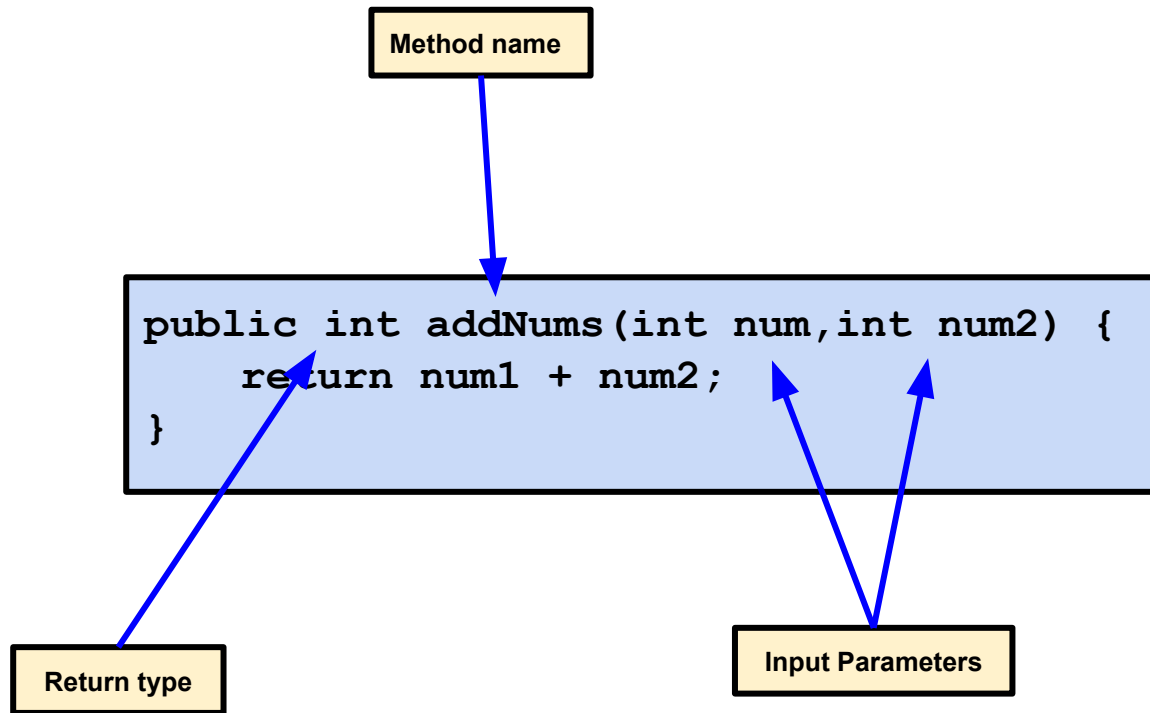 Method name
public int addNums(int num,int num2) {
return num1 + num2;
}
Return type
Input Parameters